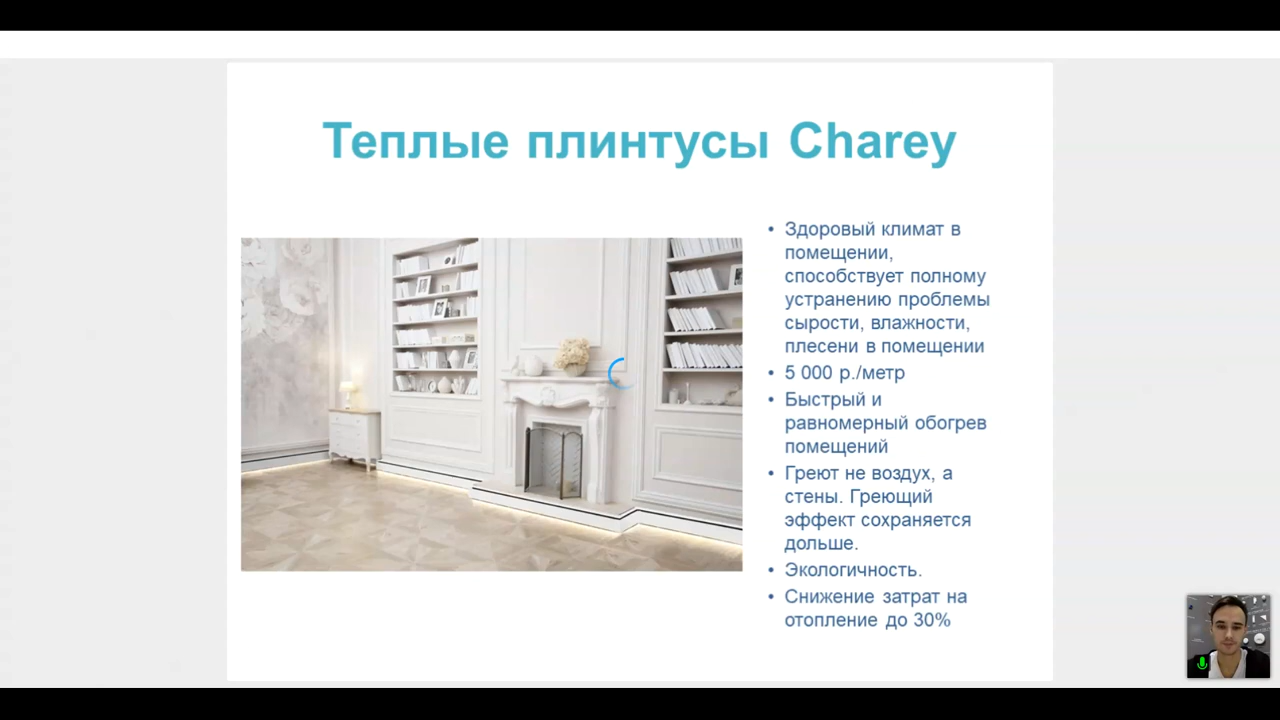 Теплые плинтусы Charey
• Здоровый климат в
помещении,
способствует полному
устранению проблемы
сырости, влажности,
плесени в помещении
• 5 000 р./метр
• Быстрый и
равномерный обогрев
помещений
• Греют не воздух, а
стены. Греющий
эффект сохраняется
дольше.
• Экологичность.
• Снижение затрат на
отопление до 30%